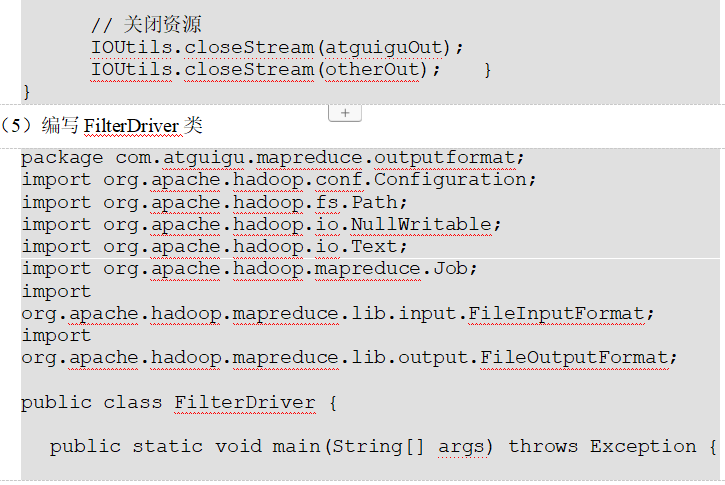 // 关闭资源
IOUtils.closeStream(atguiguOut);
IOUtils.closeStream(otherOut);   }
}
（5）编写 FilterDriver 类
package com.atguigu.mapreduce.outputformat;
import org.apache.hadoop.conf.Configuration;
import org.apache.hadoop.fs.Path;
import org.apache.hadoop.io.NullWritable;
import org.apache.hadoop.io.Text;
import org.apache.hadoop.mapreduce.Job;
import
org.apache.hadoop.mapreduce.lib.input.FileInputFormat;
import
org.apache.hadoop.mapreduce.lib.output.FileOutputFormat;
public class FilterDriver {
public static void main(String[] args) throws Exception {